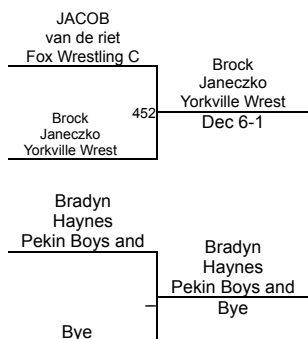 JACOB
van de riet
Fox Wrestling C
Brock
Janeczko
Yorkville Wrest
452
Brock
Janeczko
Yorkville Wrest
Dec 6-1
Bradyn
Haynes
Pekin Boys and
Bye
Bradyn
Haynes
Pekin Boys and
Bye